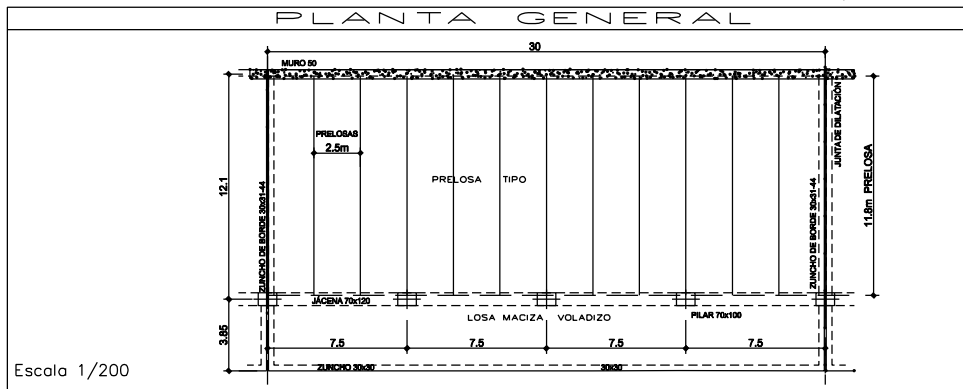 PLANTA GENERAL
30
MURO 50
PRELOSAS
2.5m
PRELOSA TIPO
12.1
ZUNCHO DE BORDE 30x31-44
JUNTA DE DILATACIÓN
ZUNCHO DE BORDE 30x31-44
11.8m PRELOSA
JÁCENA 70x120
LOSA MACIZA VOLADIZO
PILAR 70x100
3.85
7.5
7.5
7.5
7.5
Escala 1/200
ZUNCHO 30x30
30x30